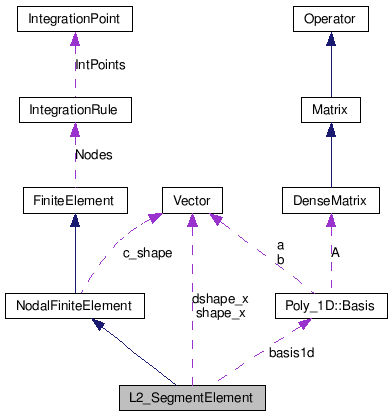 IntegrationPoint
Operator
IntPoints
IntegrationRule
Matrix
Nodes
FiniteElement
Vector
DenseMatrix
c_shape
a
b
A
NodalFiniteElement
dshape_x
shape_x
Poly_1D::Basis
basis1d
L2_SegmentElement